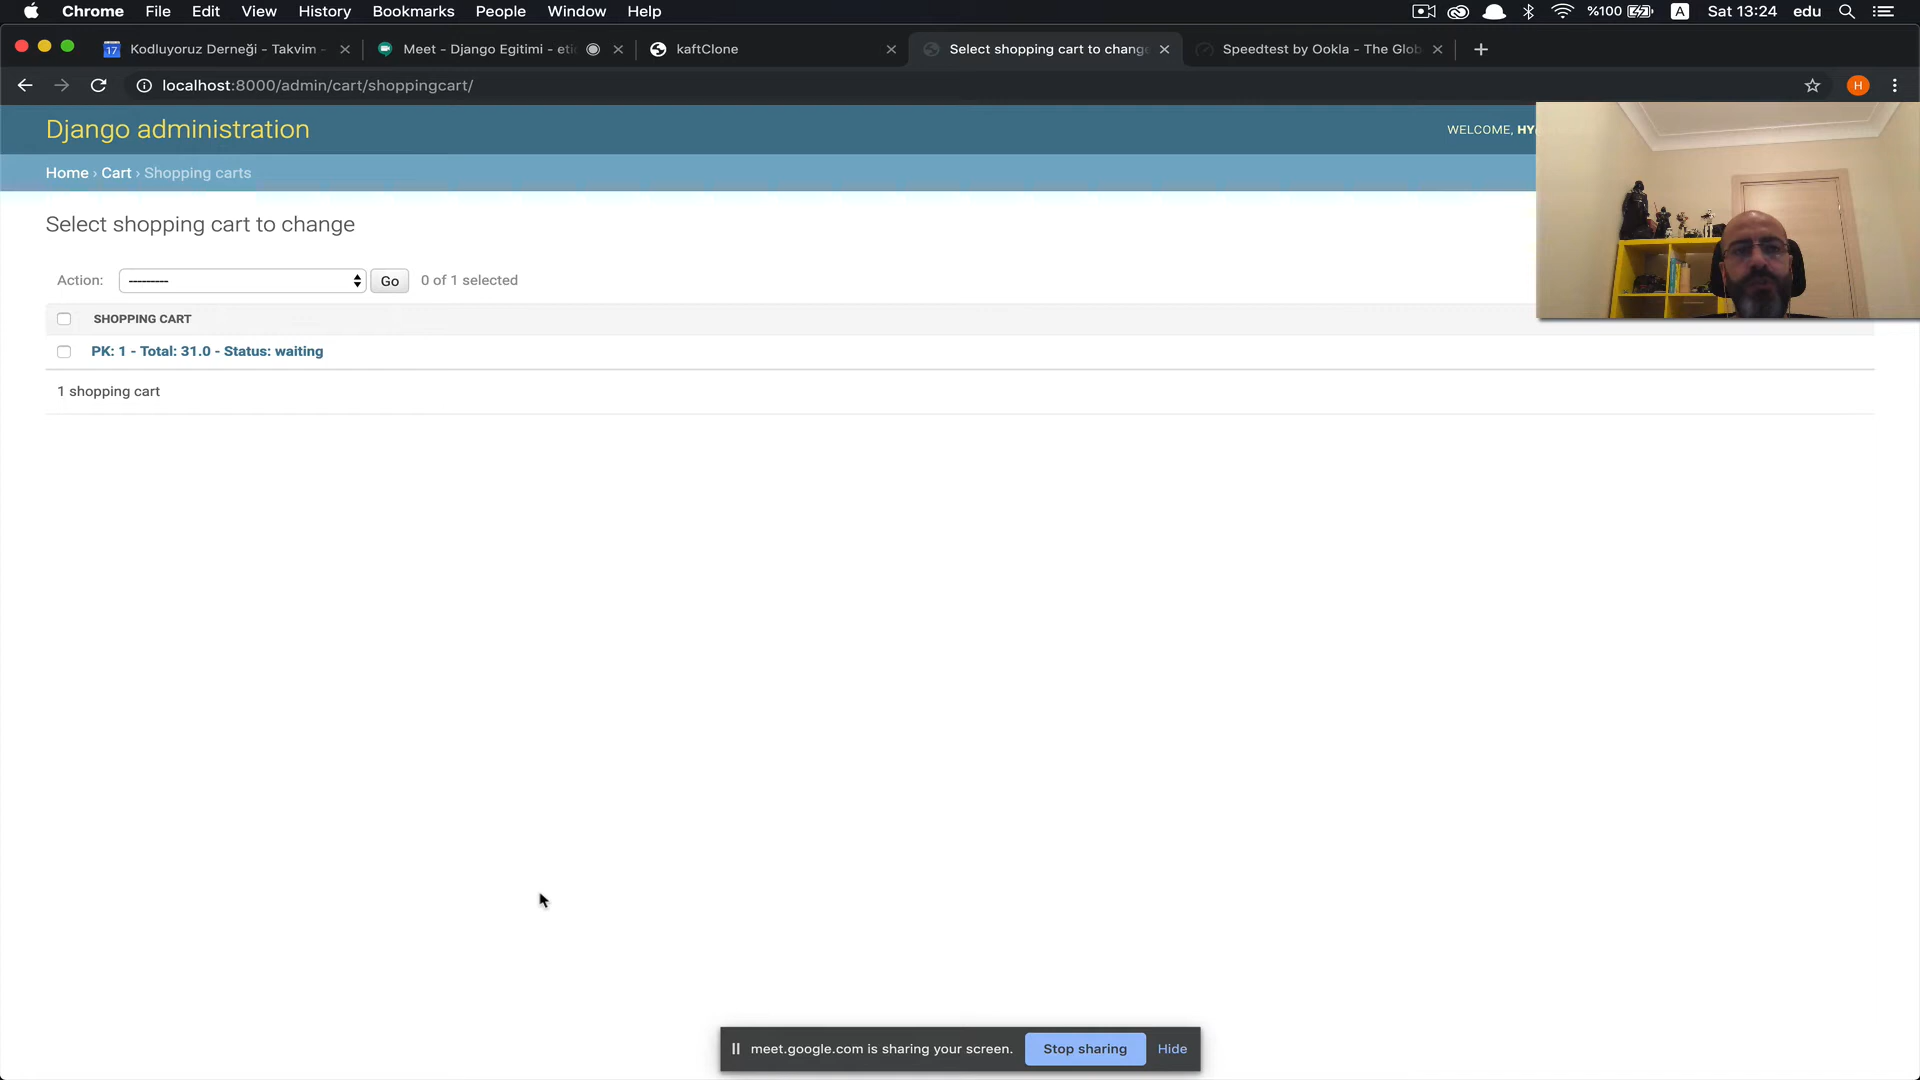 Chrome File Edit View History Bookmarks People Window Help %100 A Sat 13:24 edu
Kodluyoruz Derneği - Takvim - Meet - Django Egitimi - etic kaftClone Select shopping cart to change Speedtest by Ookla - The Glob
localhost:8000/admin/cart/shoppingcart/ H
Django administration WELCOME, HY
Home › Cart › Shopping carts
Select shopping cart to change
Action: --------- Go 0 of 1 selected
SHOPPING CART
PK: 1 - Total: 31.0 - Status: waiting
1 shopping cart
meet.google.com is sharing your screen. Stop sharing Hide